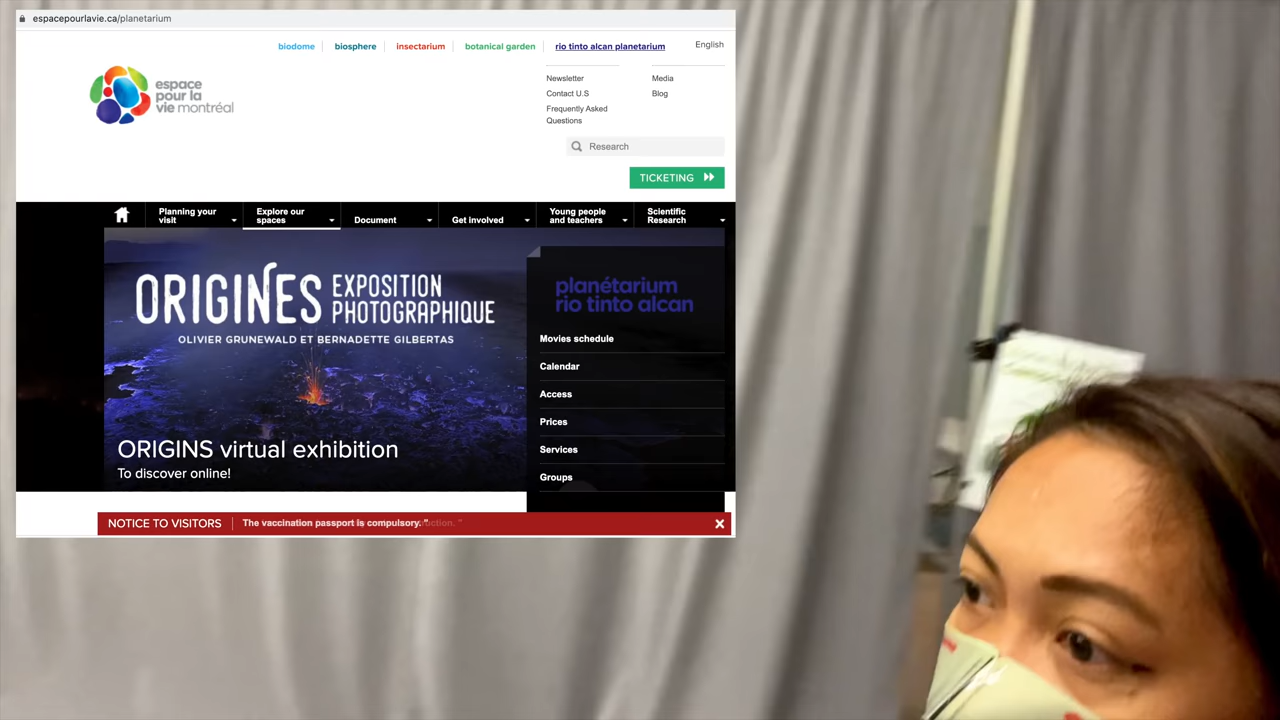 espacepourlavie.ca/planetarium
biodome
biosphere
insectarium
botanical garden
rio tinto alcan planetarium
English
espace
pour la
vie montréal
Newsletter
Contact U.S
Frequently Asked
Questions
Media
Blog
Research
TICKETING
Planning your
visit
Explore our
spaces
Document
Get involved
Young people
and teachers
Scientific
Research
ORIGINES EXPOSITION
PHOTOGRAPHIQUE
OLIVIER GRUNEWALD ET BERNADETTE GILBERTAS
ORIGINS virtual exhibition
To discover online!
planétarium
rio tinto alcan
Movies schedule
Calendar
Access
Prices
Services
Groups
NOTICE TO VISITORS
The vaccination passport is compulsory. "